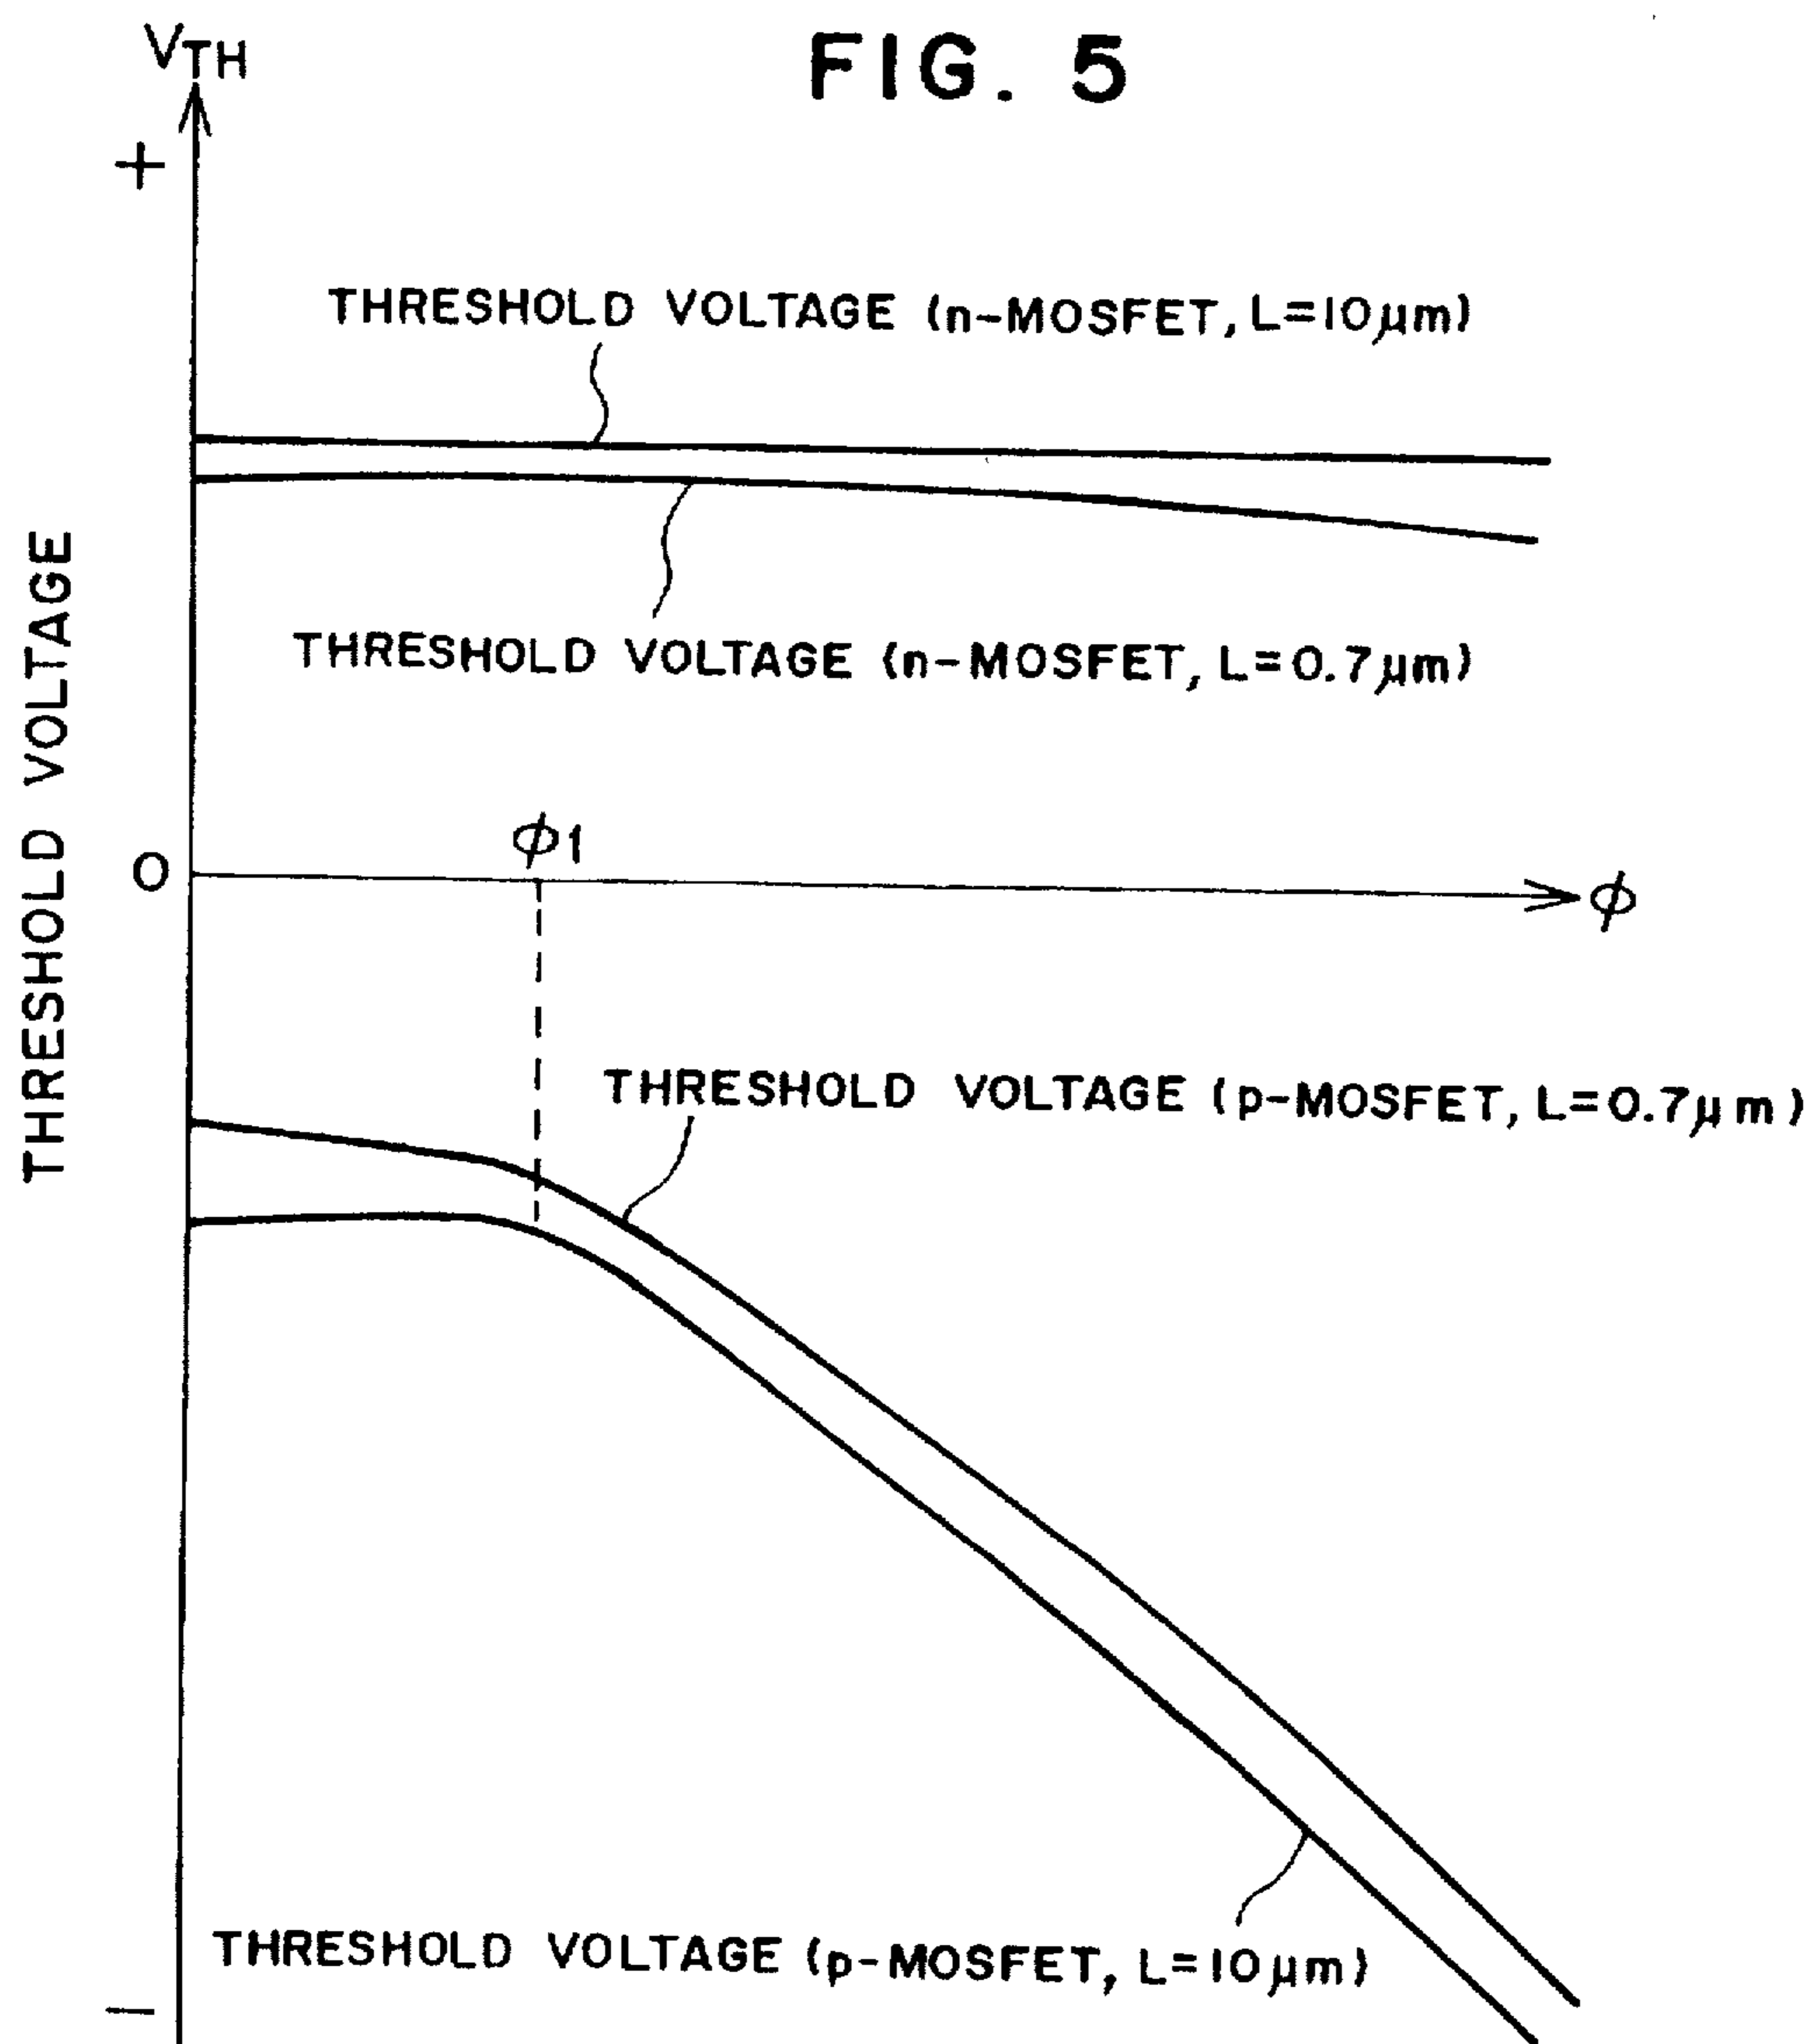 FIG. 5
VTH
+
THRESHOLD VOLTAGE (n-MOSFET, L=10μm)
THRESHOLD VOLTAGE (n-MOSFET, L=0.7μm)
THRESHOLD VOLTAGE
ϕ1
0
ϕ
THRESHOLD VOLTAGE (p-MOSFET, L=0.7μm)
THRESHOLD VOLTAGE (p-MOSFET, L=10μm)
−